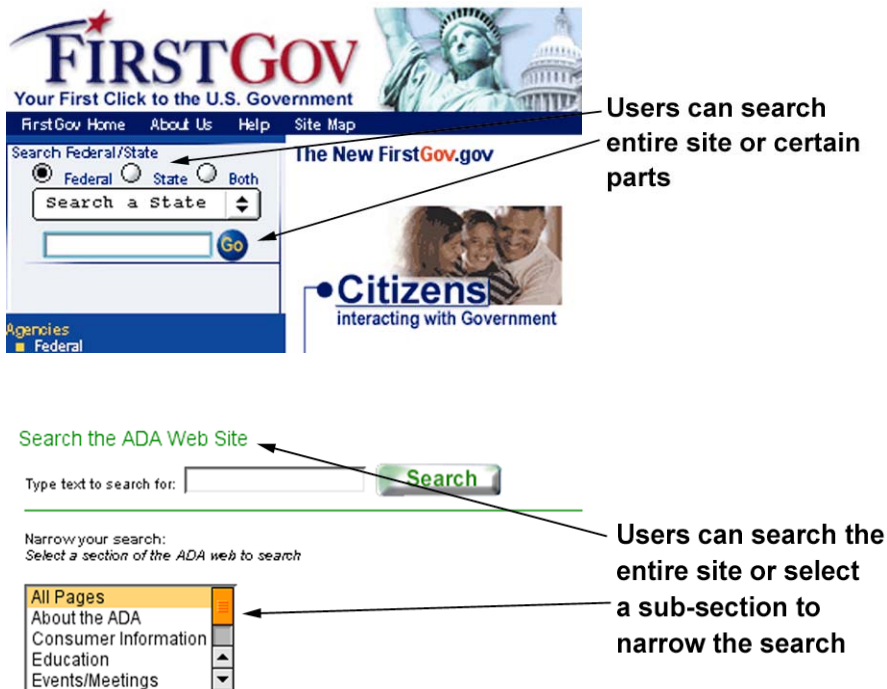 FIRSTGOV
Your First Click to the U.S. Government
FirstGov Home About Us Help Site Map
Search Federal/State
Federal State Both
Search a State
Go
Agencies
Federal
The New FirstGov.gov
Citizens
interacting with Government
Users can search
entire site or certain
parts
Search the ADA Web Site
Type text to search for:
Search
Narrow your search:
Select a section of the ADA web to search
All Pages
About the ADA
Consumer Information
Education
Events/Meetings
Users can search the
entire site or select
a sub-section to
narrow the search